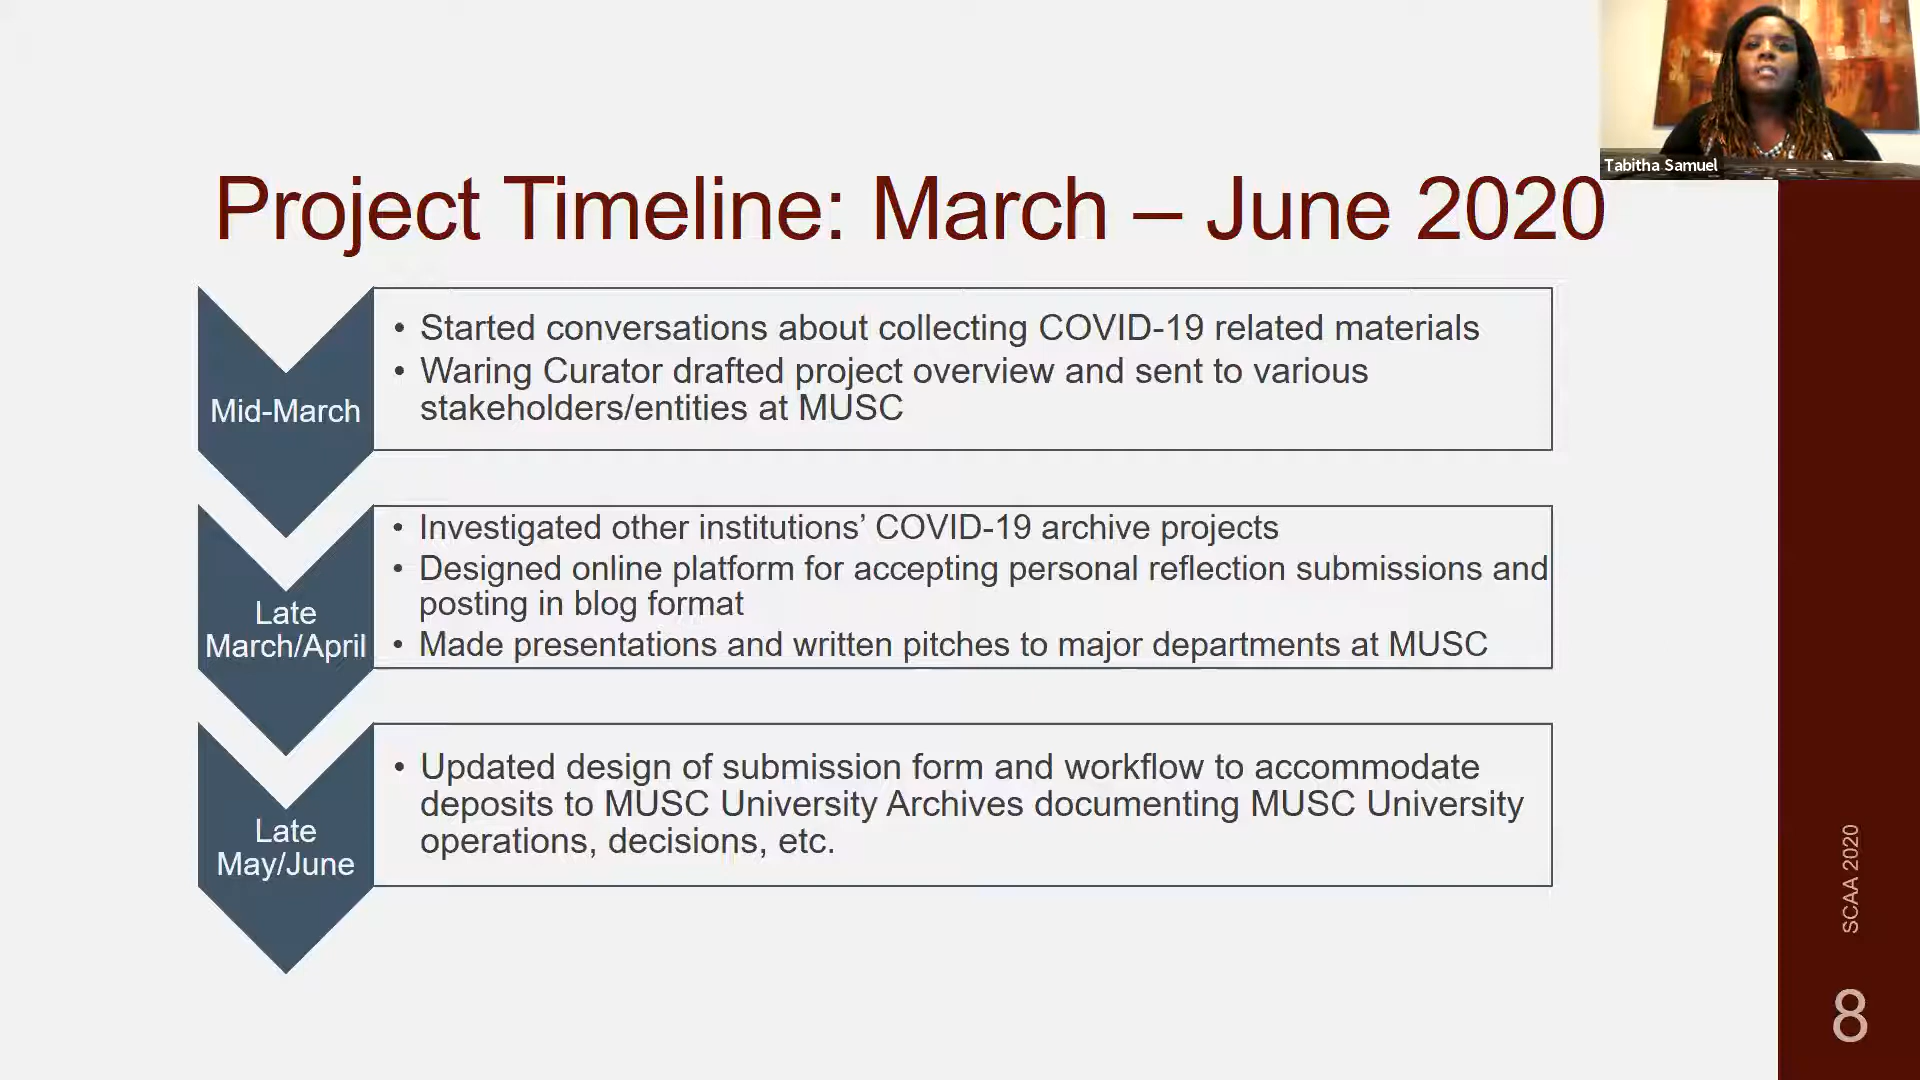 Tabitha Samuel
Project Timeline: March – June 2020
Mid-March
• Started conversations about collecting COVID-19 related materials
• Waring Curator drafted project overview and sent to various
stakeholders/entities at MUSC
Late
March/April
• Investigated other institutions’ COVID-19 archive projects
• Designed online platform for accepting personal reflection submissions and
posting in blog format
• Made presentations and written pitches to major departments at MUSC
Late
May/June
• Updated design of submission form and workflow to accommodate
deposits to MUSC University Archives documenting MUSC University
operations, decisions, etc.
SCAA 2020
8